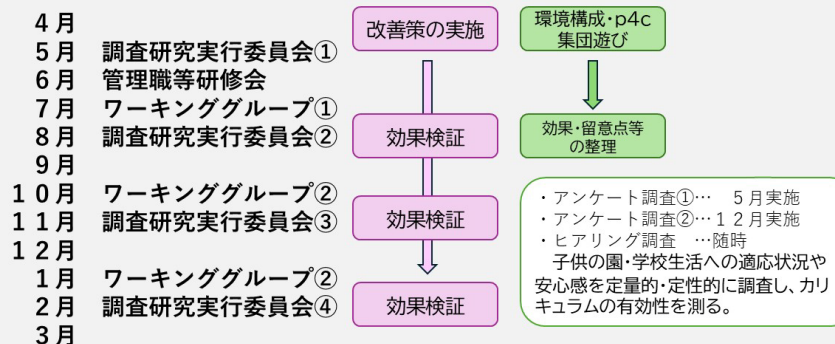 4月
5月 調査研究実行委員会①
6月 管理職等研修会
7月 ワーキンググループ①
8月 調査研究実行委員会②
9月
10月 ワーキンググループ②
11月 調査研究実行委員会③
12月
1月 ワーキンググループ②
2月 調査研究実行委員会④
3月
改善策の実施
効果検証
効果検証
効果検証
環境構成・p4c
集団遊び
効果・留意点等
の整理
・アンケート調査①… 5月実施
・アンケート調査②…12月実施
・ヒアリング調査 …随時
子供の園・学校生活への適応状況や
安心感を定量的・定性的に調査し、カリ
キュラムの有効性を測る。